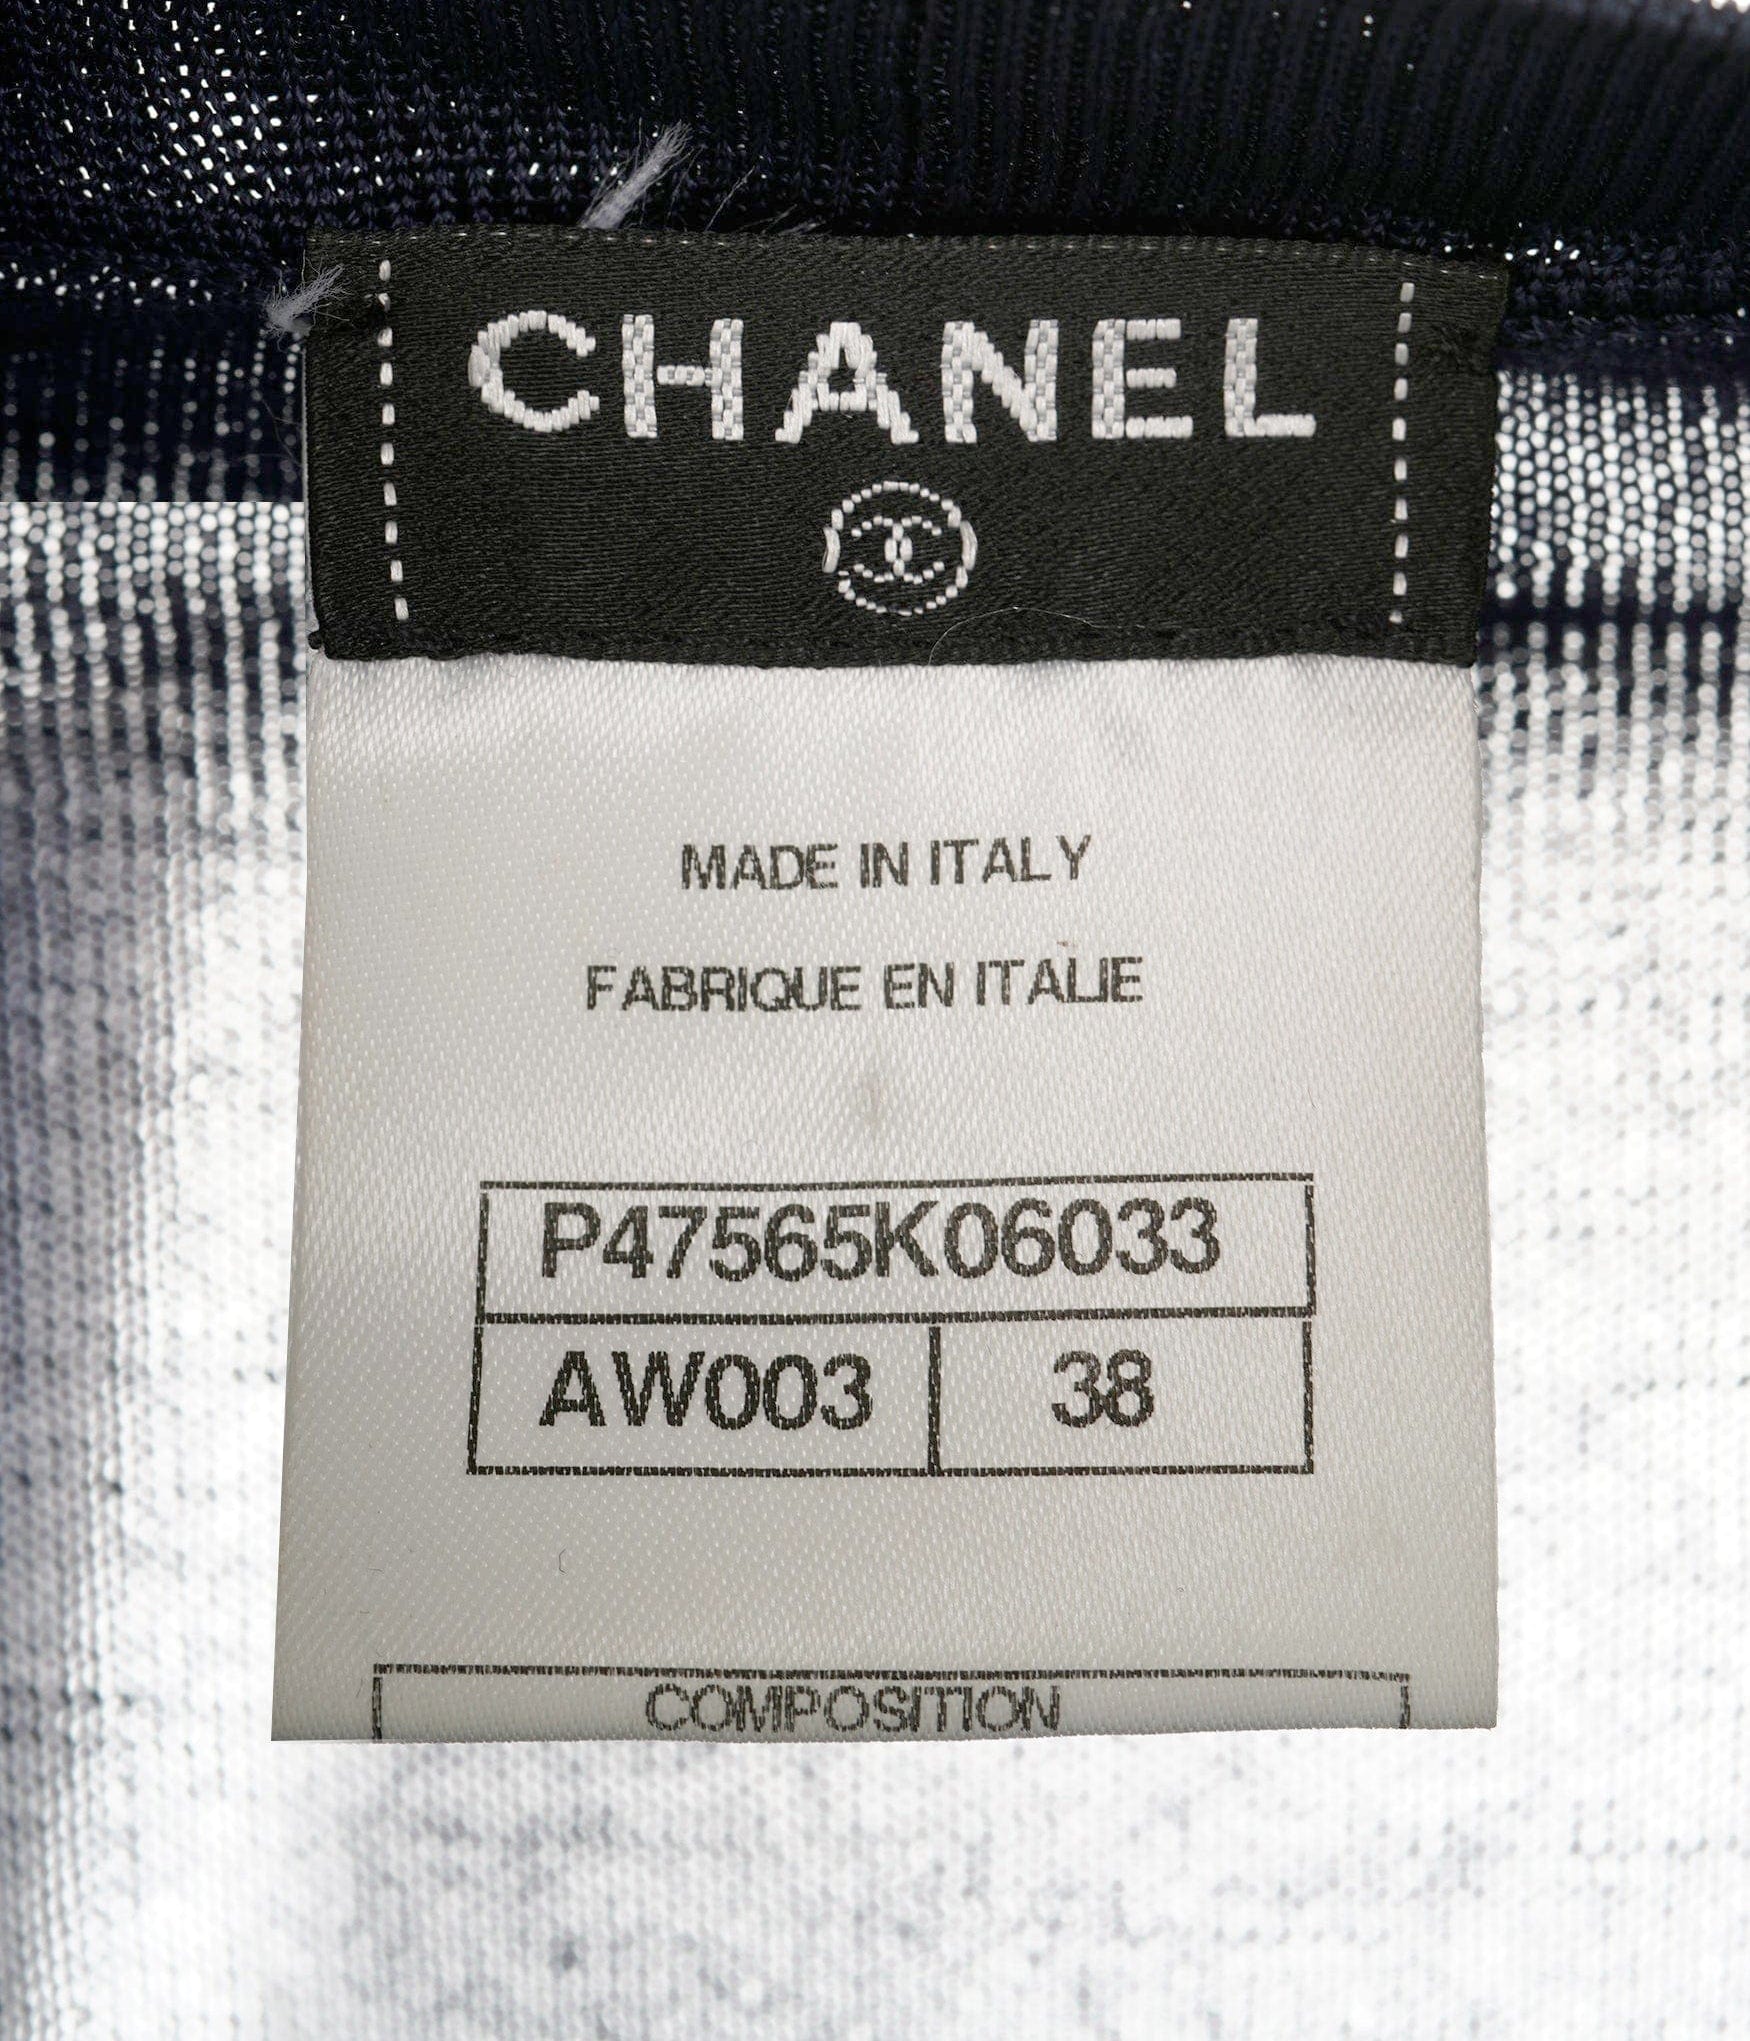 CHANEL
MADE IN ITALY
FABRIQUE EN ITALIE
P47565K06033
AW003 38
COMPOSITION